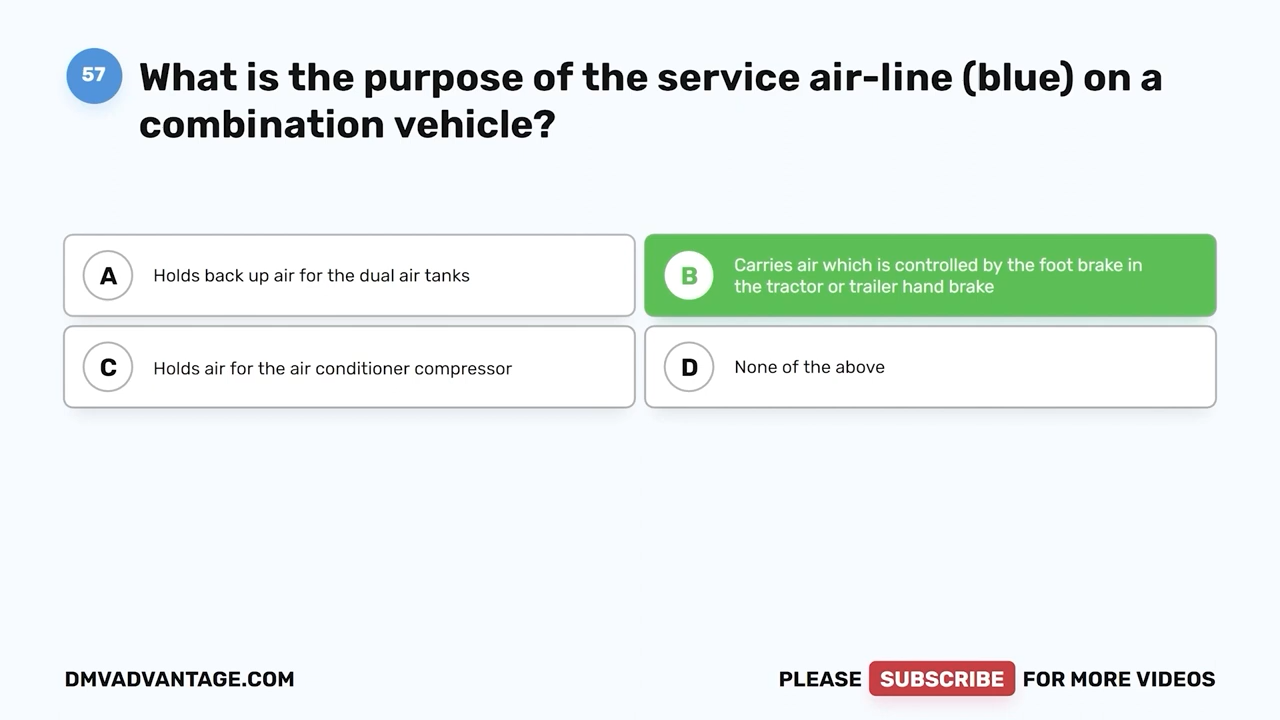 57
What is the purpose of the service air-line (blue) on a
combination vehicle?
A
Holds back up air for the dual air tanks
B
Carries air which is controlled by the foot brake in
the tractor or trailer hand brake
C
Holds air for the air conditioner compressor
D
None of the above
DMVADVANTAGE.COM
PLEASE SUBSCRIBE FOR MORE VIDEOS